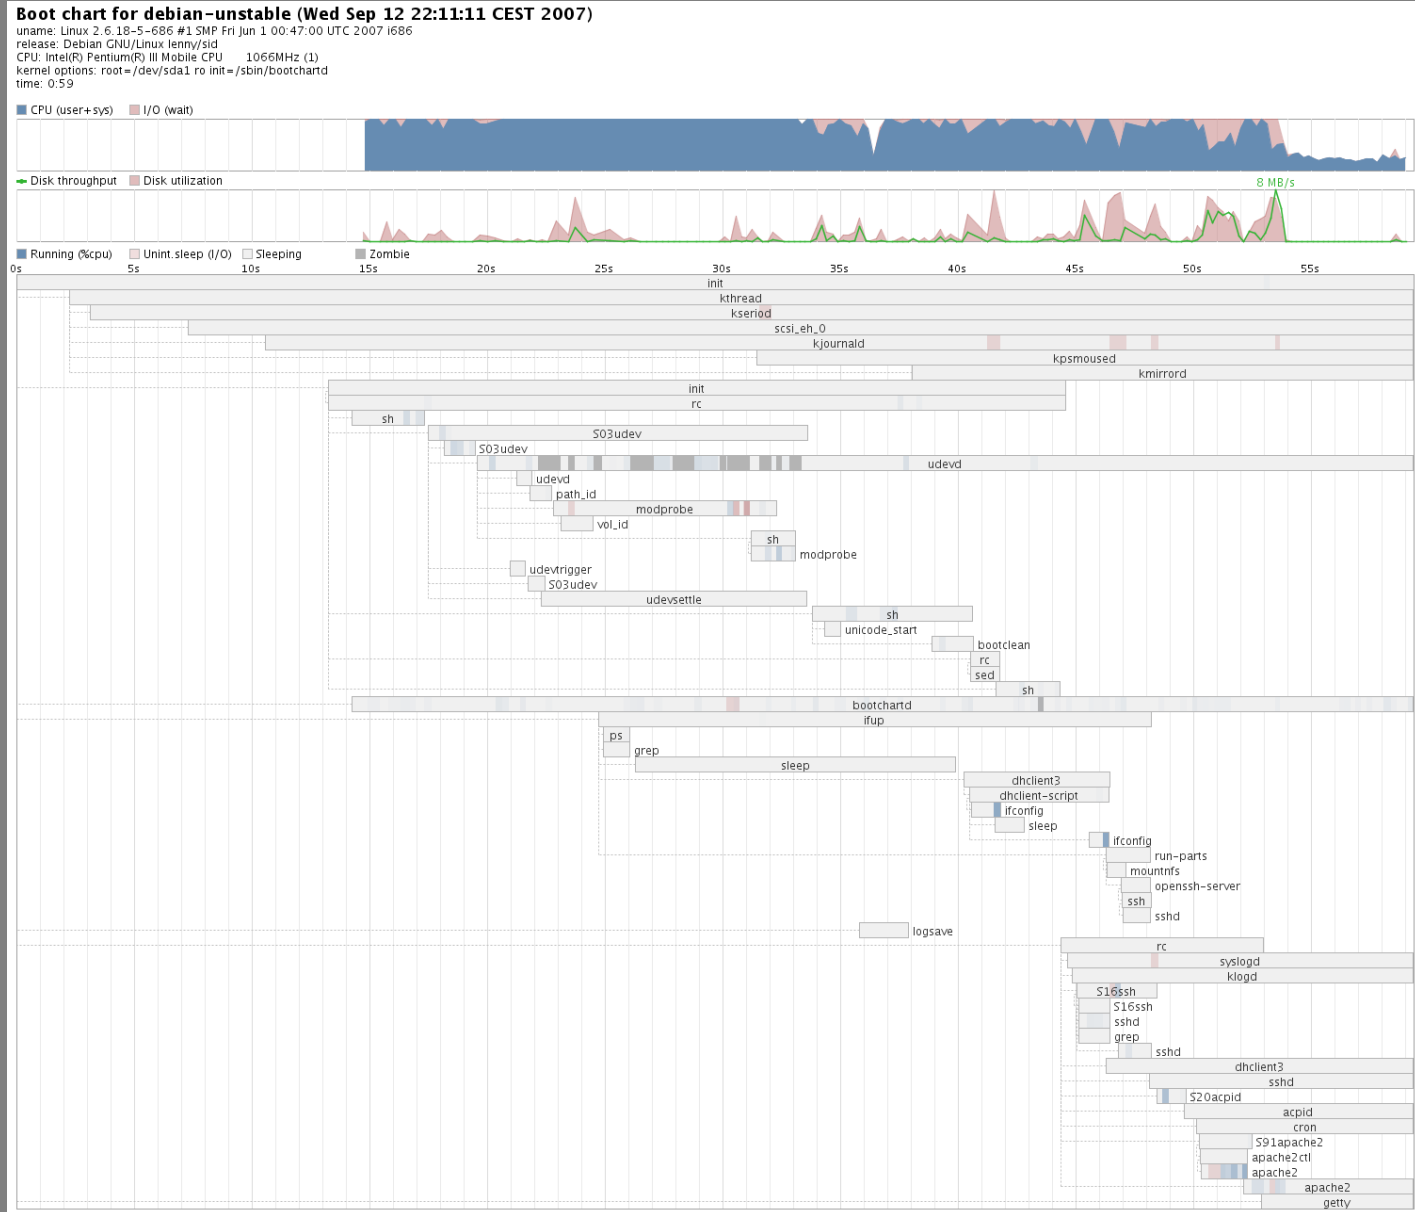 Boot chart for debian-unstable (Wed Sep 12 22:11:11 CEST 2007)
uname: Linux 2.6.18-5-686 #1 SMP Fri Jun 1 00:47:00 UTC 2007 i686
release: Debian GNU/Linux lenny/sid
CPU: Intel(R) Pentium(R) III Mobile CPU 1066MHz (1)
kernel options: root=/dev/sda1 ro init=/sbin/bootchartd
time: 0:59
CPU (user+sys) I/O (wait)
Disk throughput Disk utilization
8 MB/s
Running (%cpu) Unint.sleep (I/O) Sleeping Zombie
0s 5s 10s 15s 20s 25s 30s 35s 40s 45s 50s 55s
init
kthread
kseriod
scsi_eh_0
kjournald
kpsmoused
kmirrord
init
rc
sh
S03udev
S03udev
udevd
udevd
path_id
modprobe
vol_id
sh
modprobe
udevtrigger
S03udev
udevsettle
sh
unicode_start
bootclean
rc
sed
sh
bootchartd
ifup
ps
grep
sleep
dhclient3
dhclient-script
ifconfig
sleep
ifconfig
run-parts
mountnfs
openssh-server
ssh
sshd
logsave
rc
syslogd
klogd
S16ssh
S16ssh
sshd
grep
sshd
dhclient3
sshd
S20acpid
acpid
cron
S91apache2
apache2ctl
apache2
apache2
getty